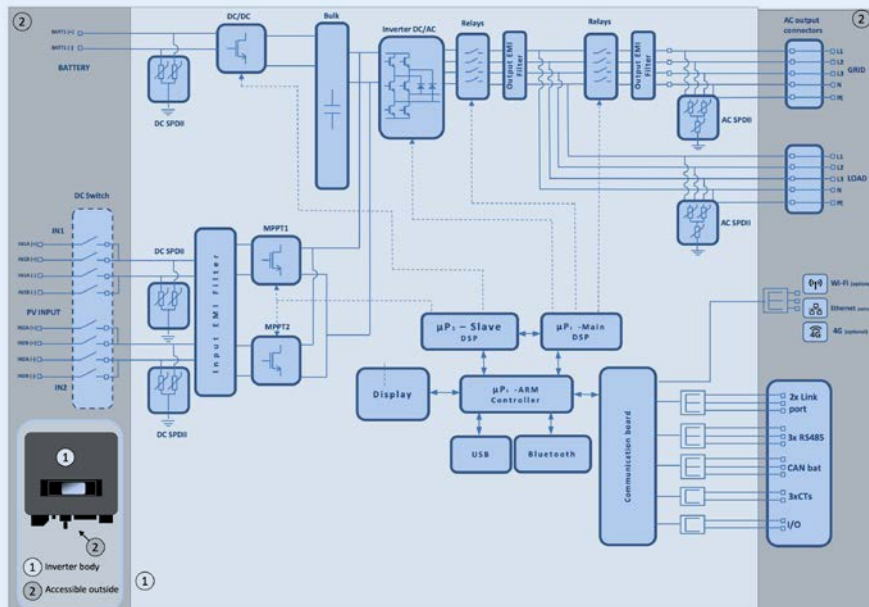 2
DC/DC
Bulk
Inverter DC/AC
Relays
Relays
AC output
connectors
2
BATT1 (+)
BATT1 (-)
BATTERY
DC SPDII
Output EMI
Filter
Output EMI
Filter
L1
L2
L3
N
PE
GRID
AC SPDII
L1
L2
L3
N
PE
LOAD
AC SPDII
DC Switch
IN1
PV INPUT
IN2
DC SPDII
DC SPDII
Input EMI Filter
MPPT1
MPPT2
Wi-Fi
Ethernet
4G
4G (optional)
– Slave
DSP
-Main
DSP
Display
-ARM
Controller
USB
Bluetooth
Communication board
2x Link
port
3x RS485
CAN bat
3xCTs
I/O
1
2
1 Inverter body
2 Accessible outside
1